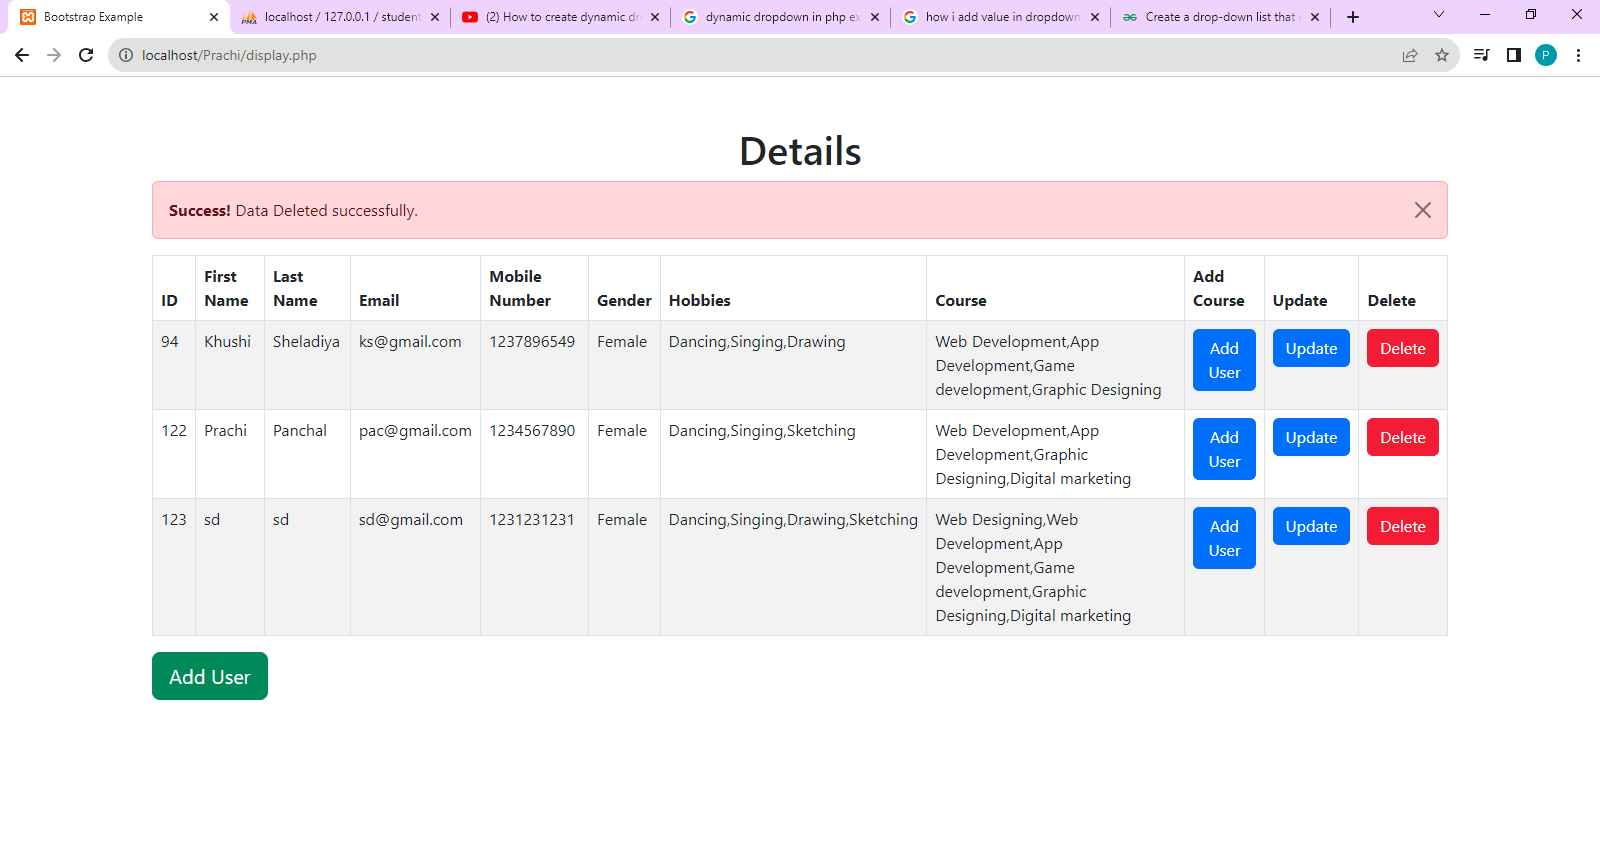 Bootstrap Example
localhost / 127.0.0.1 / student
(2) How to create dynamic dr
dynamic dropdown in php ex
how i add value in dropdown
Create a drop-down list that
localhost/Prachi/display.php
P
Details
Success! Data Deleted successfully.
ID First Name Last Name Email Mobile Number Gender Hobbies Course Add Course Update Delete
94 Khushi Sheladiya ks@gmail.com 1237896549 Female Dancing,Singing,Drawing Web Development,App Add Update Delete
Development,Game User
development,Graphic Designing
122 Prachi Panchal pac@gmail.com 1234567890 Female Dancing,Singing,Sketching Web Development,App Add Update Delete
Development,Graphic User
Designing,Digital marketing
123 sd sd sd@gmail.com 1231231231 Female Dancing,Singing,Drawing,Sketching Web Designing,Web Add Update Delete
Development,App User
Development,Game
development,Graphic
Designing,Digital marketing
Add User